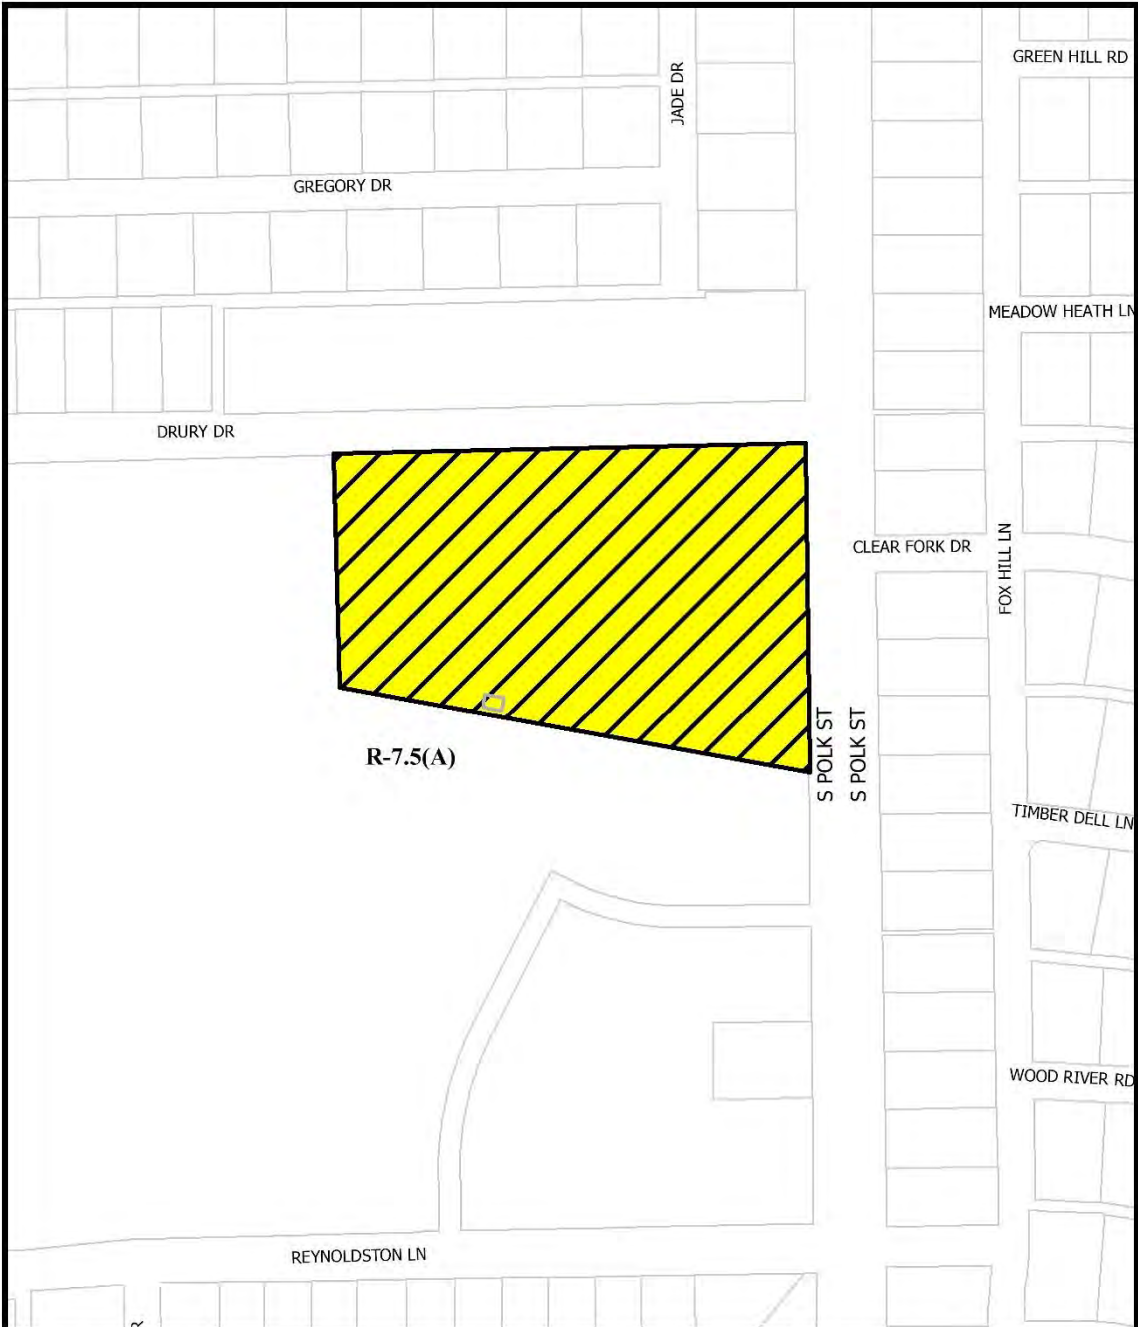 GREEN HILL RD
JADE DR
GREGORY DR
MEADOW HEATH LN
DRURY DR
CLEAR FORK DR
FOX HILL LN
S POLK ST
S POLK ST
R-7.5(A)
TIMBER DELL LN
WOOD RIVER RD
REYNOLDSTON LN